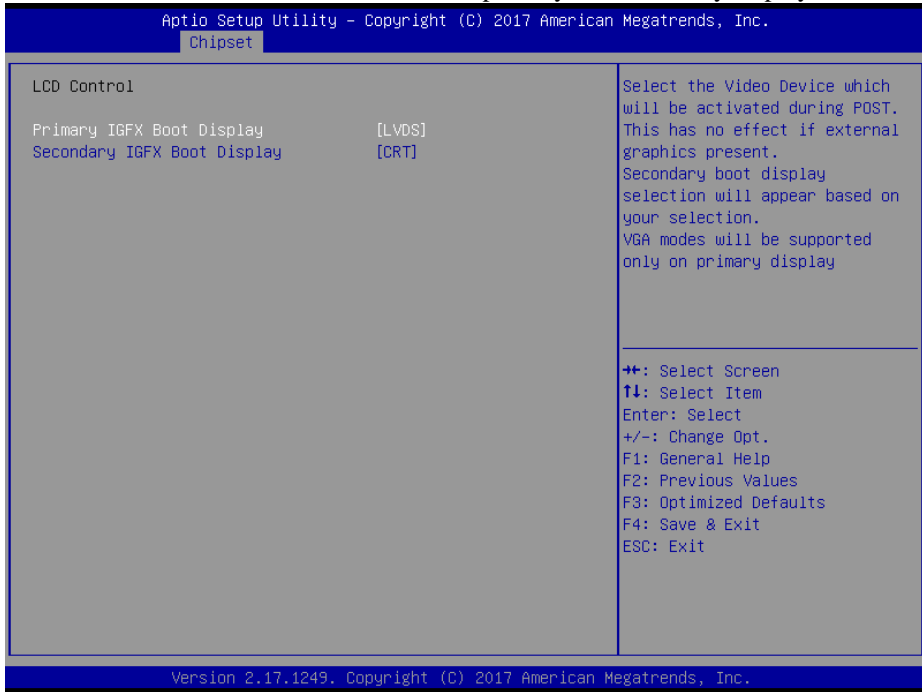 Aptio Setup Utility – Copyright (C) 2017 American Megatrends, Inc.
Chipset
LCD Control
Primary IGFX Boot Display [LVDS]
Secondary IGFX Boot Display [CRT]
Select the Video Device which
will be activated during POST.
This has no effect if external
graphics present.
Secondary boot display
selection will appear based on
your selection.
VGA modes will be supported
only on primary display
→←: Select Screen
↑↓: Select Item
Enter: Select
+/-: Change Opt.
F1: General Help
F2: Previous Values
F3: Optimized Defaults
F4: Save & Exit
ESC: Exit
Version 2.17.1249. Copyright (C) 2017 American Megatrends, Inc.